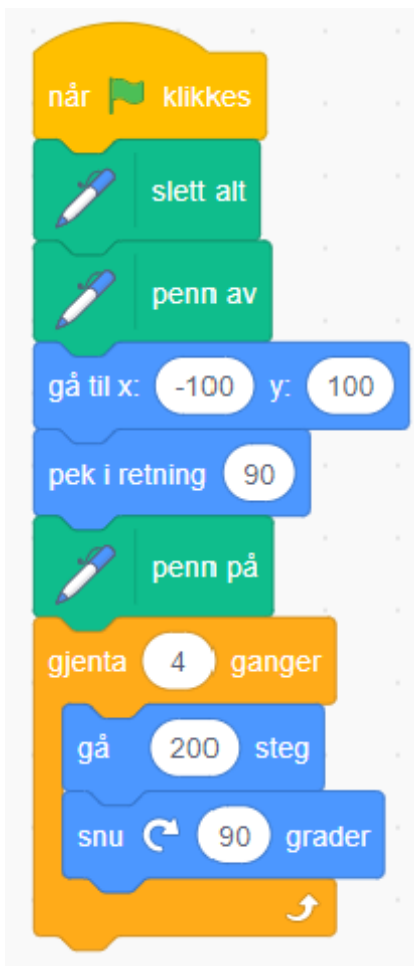 når klikkes
slett alt
penn av
gå til x: -100 y: 100
pek i retning 90
penn på
gjenta 4 ganger
gå 200 steg
snu 90 grader